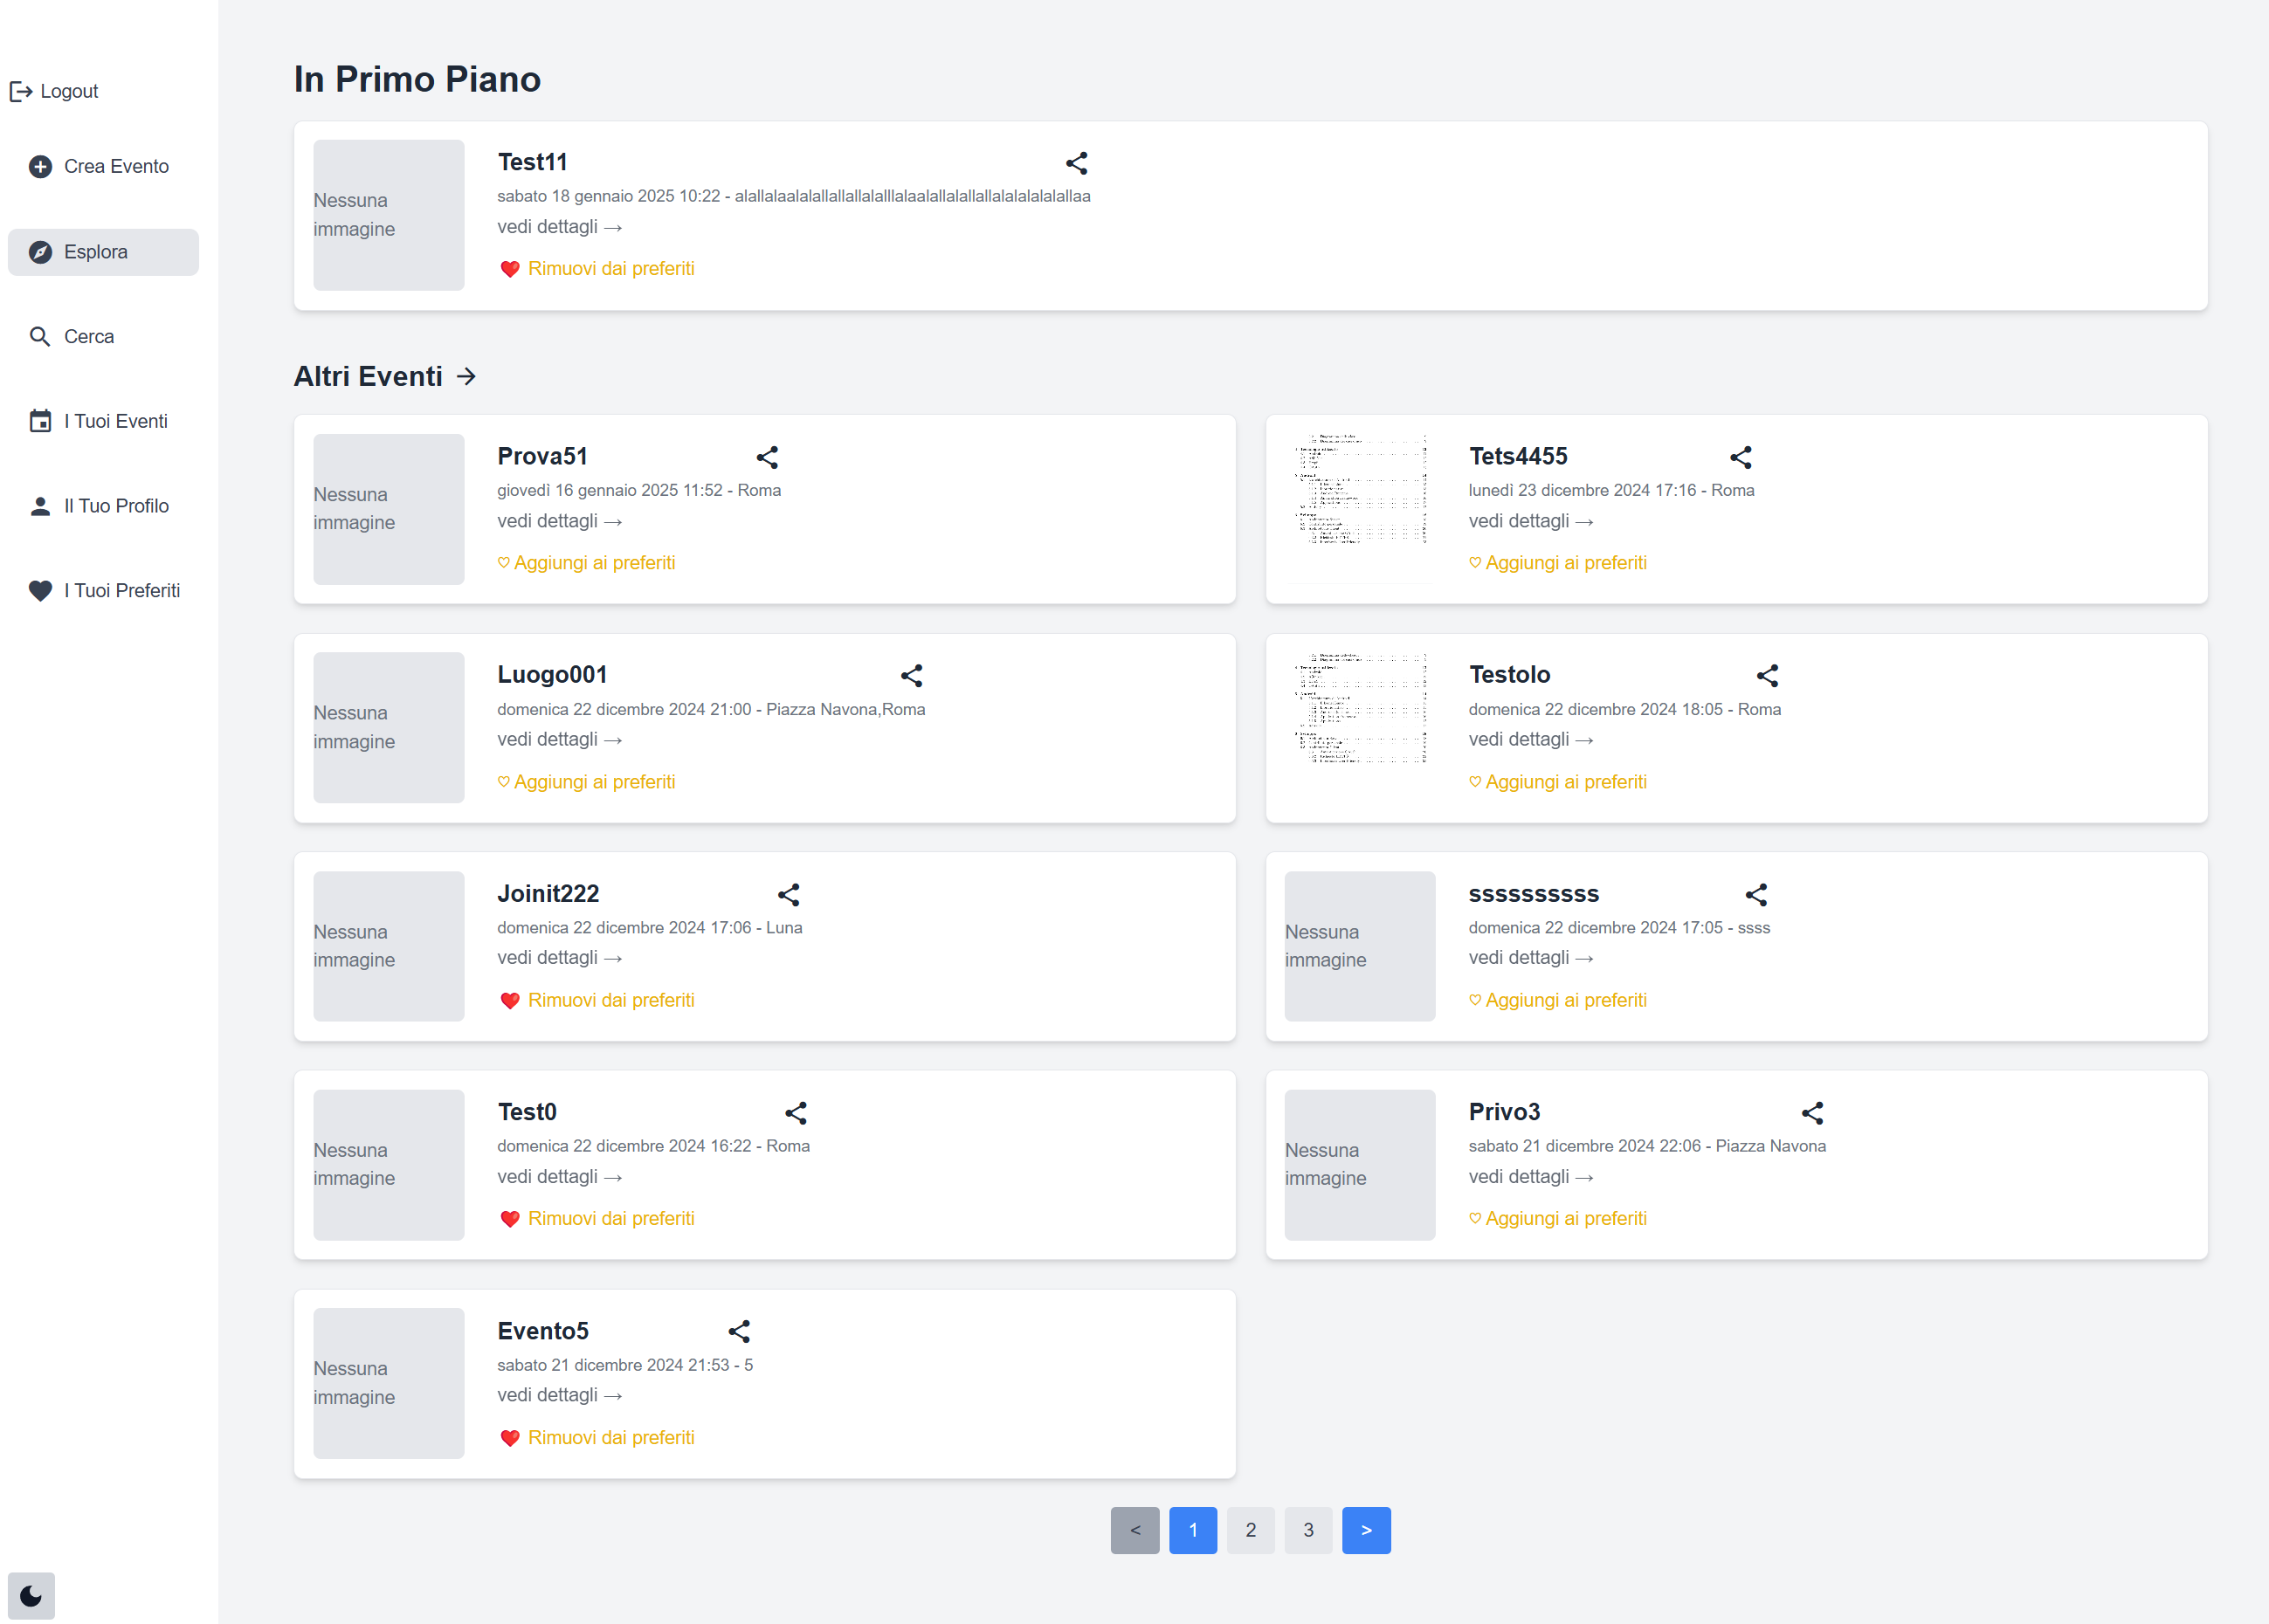 Logout
Crea Evento
Esplora
Cerca
I Tuoi Eventi
Il Tuo Profilo
I Tuoi Preferiti
In Primo Piano
Nessuna
immagine
Test11
sabato 18 gennaio 2025 10:22 -
vedi dettagli →
Rimuovi dai preferiti
Altri Eventi →
Nessuna
immagine
Prova51
giovedì 16 gennaio 2025 11:52 - Roma
vedi dettagli →
♡ Aggiungi ai preferiti
Tets4455
lunedì 23 dicembre 2024 17:16 - Roma
vedi dettagli →
♡ Aggiungi ai preferiti
Nessuna
immagine
Luogo001
domenica 22 dicembre 2024 21:00 - Piazza Navona,Roma
vedi dettagli →
♡ Aggiungi ai preferiti
Testolo
domenica 22 dicembre 2024 18:05 - Roma
vedi dettagli →
♡ Aggiungi ai preferiti
Nessuna
immagine
Joinit222
domenica 22 dicembre 2024 17:06 - Luna
vedi dettagli →
Rimuovi dai preferiti
Nessuna
immagine
ssssssssss
domenica 22 dicembre 2024 17:05 - ssss
vedi dettagli →
♡ Aggiungi ai preferiti
Nessuna
immagine
Test0
domenica 22 dicembre 2024 16:22 - Roma
vedi dettagli →
Rimuovi dai preferiti
Nessuna
immagine
Privo3
sabato 21 dicembre 2024 22:06 - Piazza Navona
vedi dettagli →
♡ Aggiungi ai preferiti
Nessuna
immagine
Evento5
sabato 21 dicembre 2024 21:53 - 5
vedi dettagli →
Rimuovi dai preferiti
< 1 2 3 >